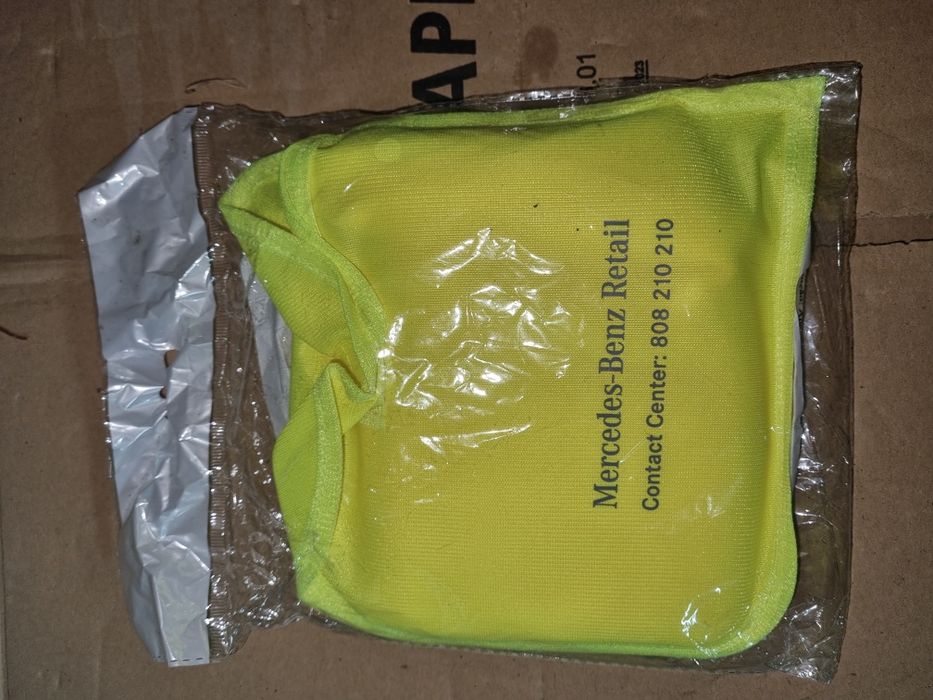 Mercedes-Benz Retail
Contact Center: 808 210 210